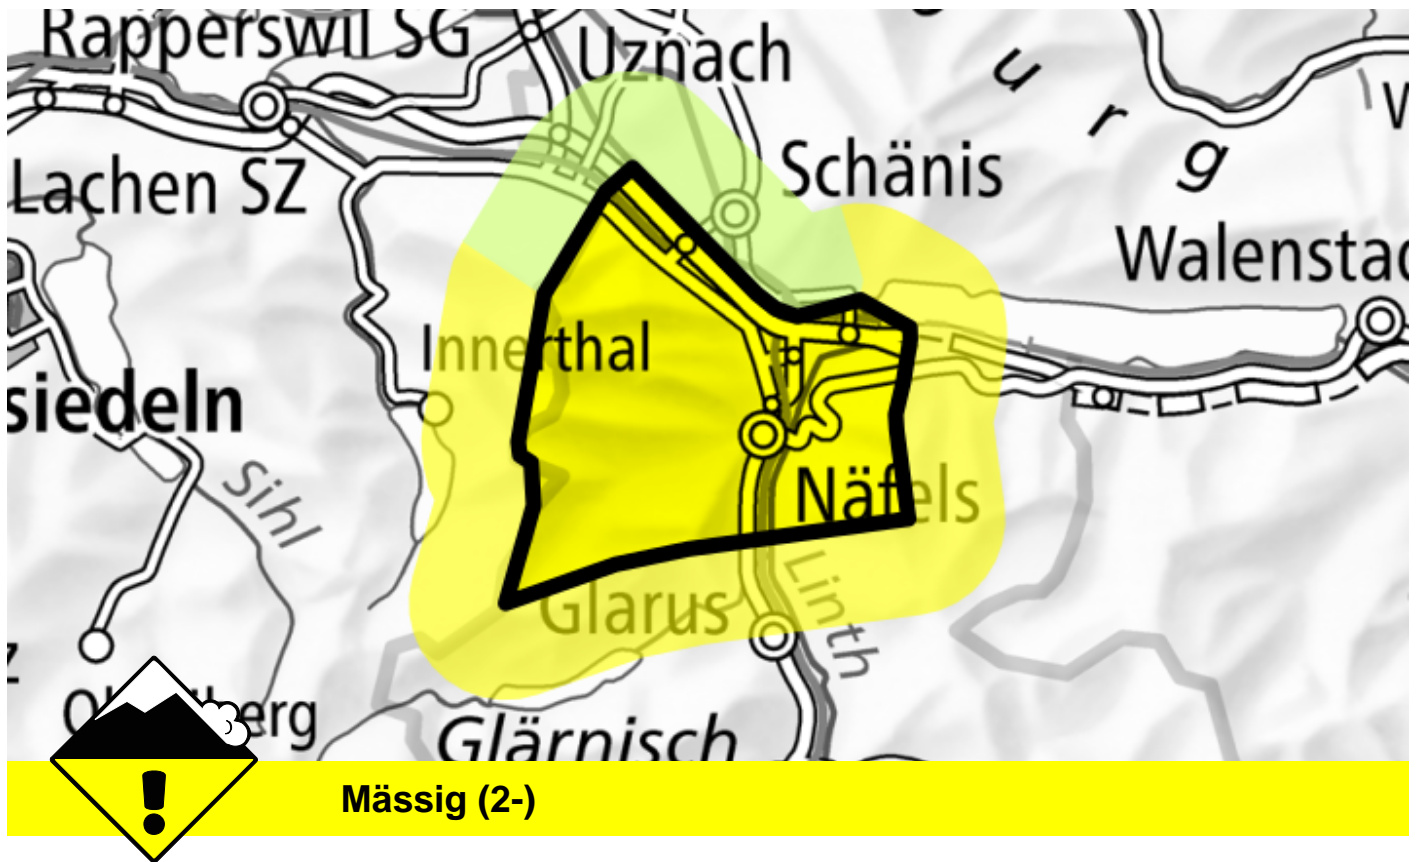 Rapperswil SG
Uznach
u
r
g
Schänis
Lachen SZ
Walenstad
Innerthal
siedeln
Näfels
Sihl
Linth
Glarus
Glärnisch
Mässig (2-)